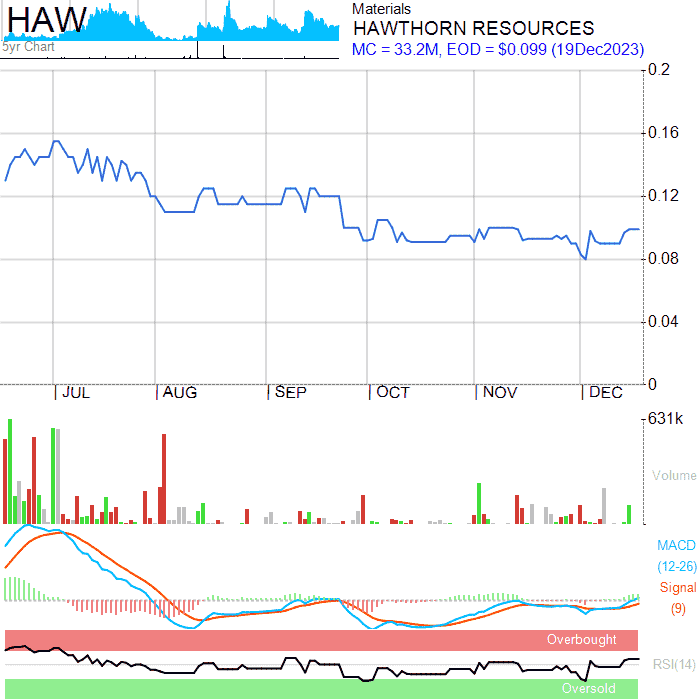 HAW
5yr Chart
Materials
HAWTHORN RESOURCES
MC = 33.2M, EOD = $0.099 (19Dec2023)
0.2
0.16
0.12
0.08
0.04
0
JUL
AUG
SEP
OCT
NOV
DEC
631k
Volume
MACD
(12-26)
Signal
(9)
Overbought
RSI(14)
Oversold